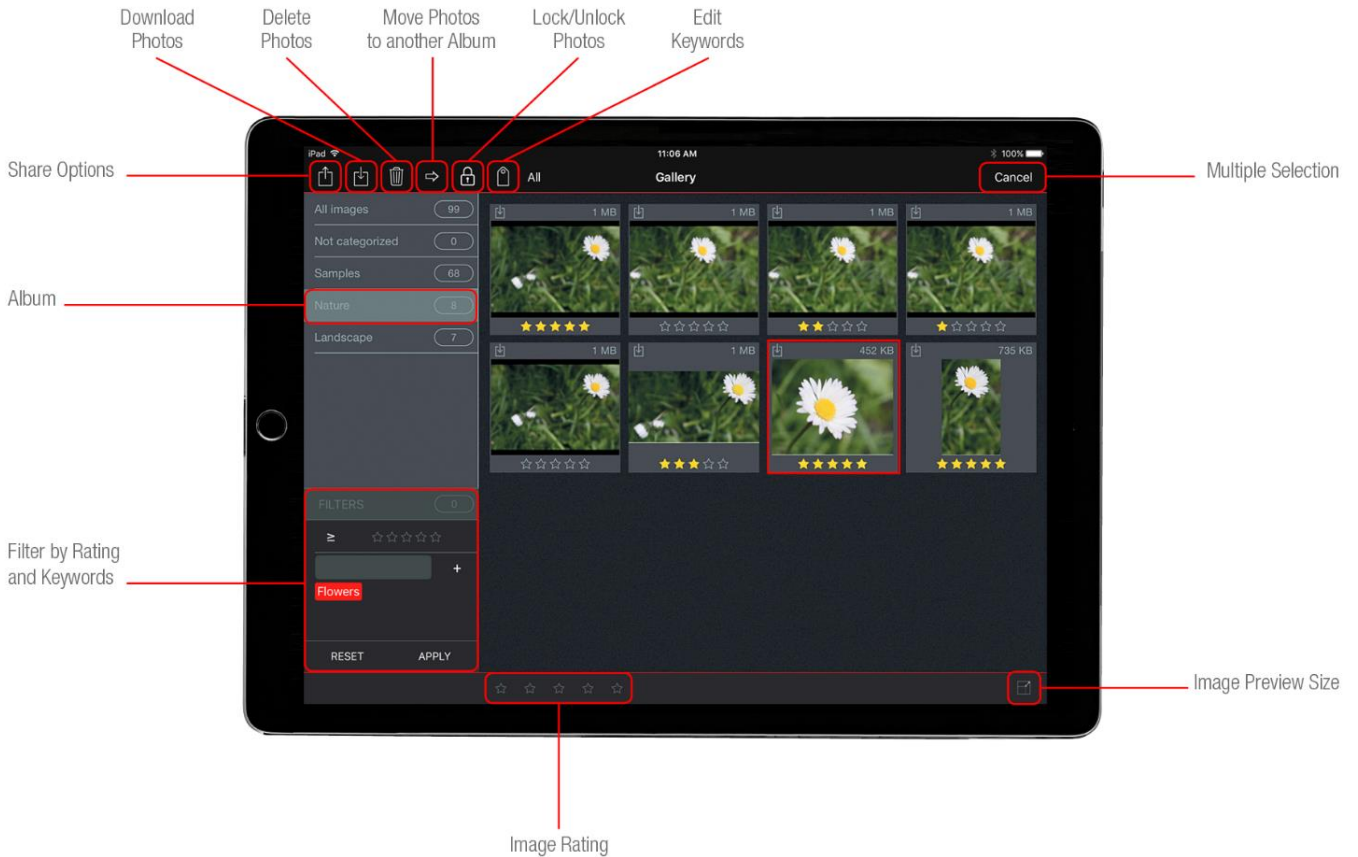 Download
Photos
Delete
Photos
Move Photos
to another Album
Lock/Unlock
Photos
Edit
Keywords
Share Options
Multiple Selection
Album
Filter by Rating
and Keywords
Image Preview Size
Image Rating
iPad
11:06 AM
100%
All
Gallery
Cancel
All images 99
Not categorized 0
Samples 68
Nature 8
Landscape 7
1 MB
1 MB
1 MB
1 MB
1 MB
1 MB
452 KB
735 KB
FILTERS 0
≥
+
Flowers
RESET APPLY